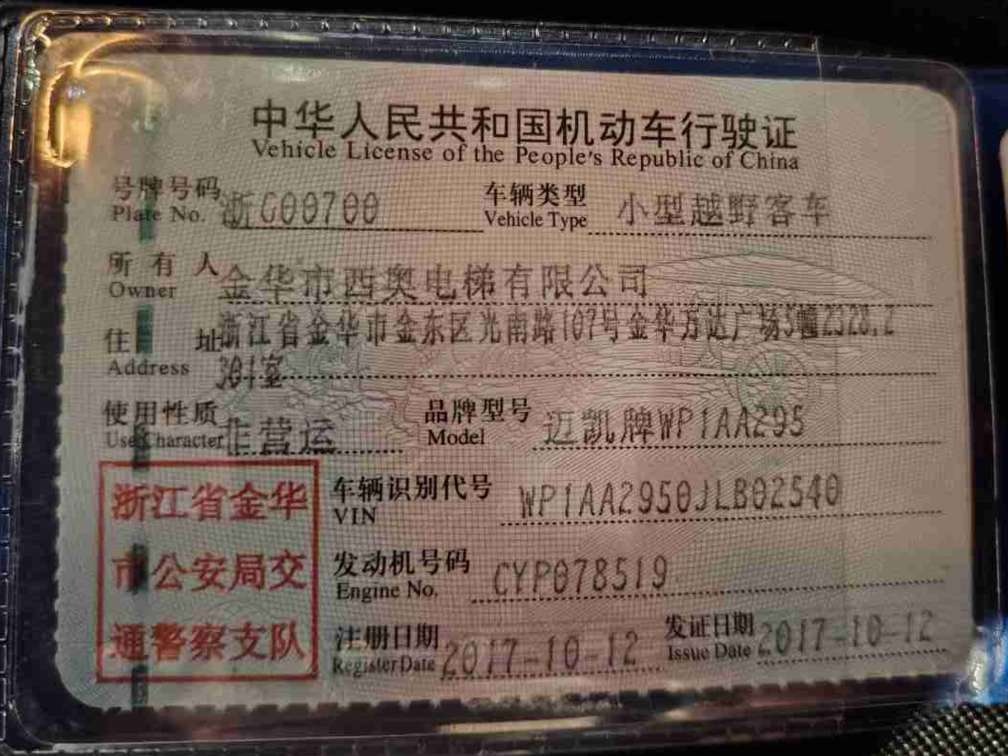 中华人民共和国机动车行驶证
Vehicle License of the People's Republic of China
号牌号码 浙G00700 车辆类型 小型越野客车
Plate No. Vehicle Type
所有人 金华市西奥电梯有限公司
Owner
住址 浙江省金华市金东区光南路107号金华万达广场5幢2328,2
Address 304室
使用性质 非营运 品牌型号 迈凯牌WP1AA295
Use Character Model
浙江省金华 车辆识别代号 WP1AA2950JLB02540
VIN
市公安局交 发动机号码 CYP078519
Engine No.
通警察支队 注册日期 2017-10-12 发证日期 2017-10-12
Register Date Issue Date